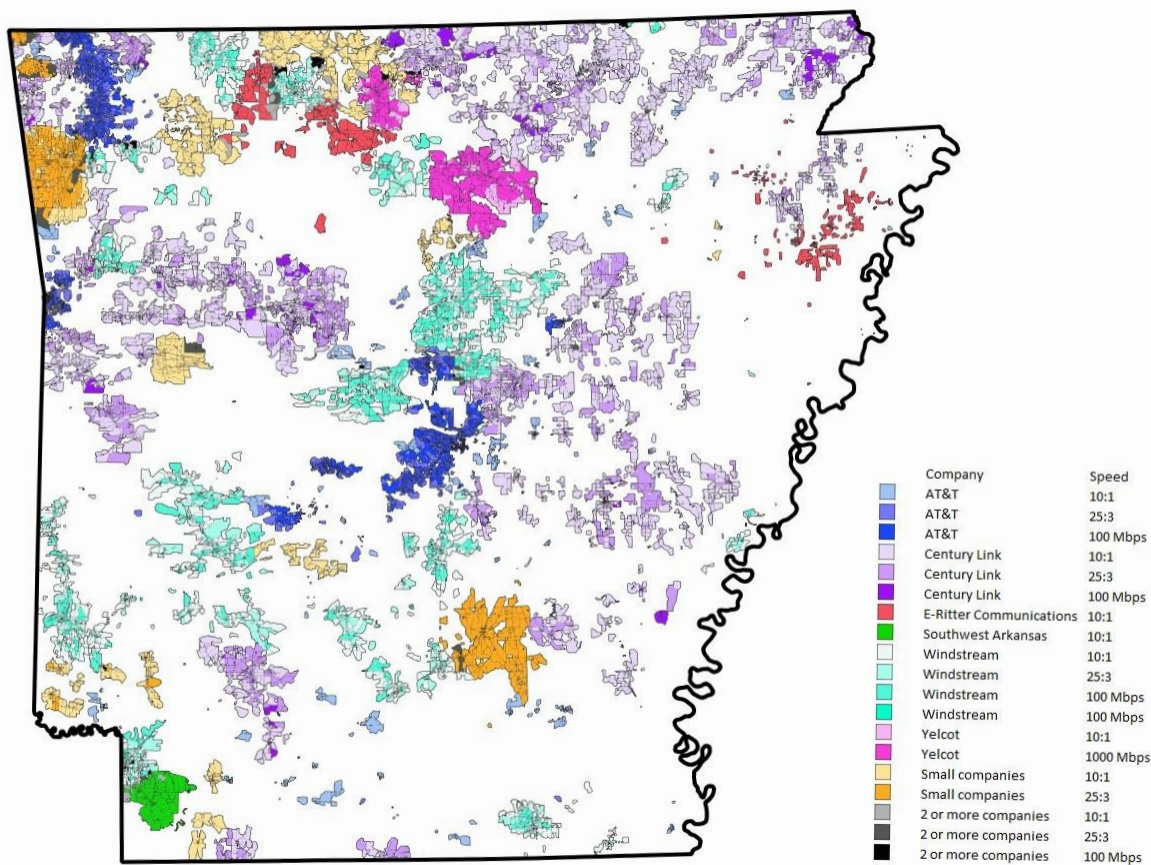 Company Speed
AT&T 10:1
AT&T 25:3
AT&T 100 Mbps
Century Link 10:1
Century Link 25:3
Century Link 100 Mbps
E-Ritter Communications 10:1
Southwest Arkansas 10:1
Windstream 10:1
Windstream 25:3
Windstream 100 Mbps
Windstream 100 Mbps
Yelcot 10:1
Yelcot 1000 Mbps
Small companies 10:1
Small companies 25:3
2 or more companies 10:1
2 or more companies 25:3
2 or more companies 100 Mbps